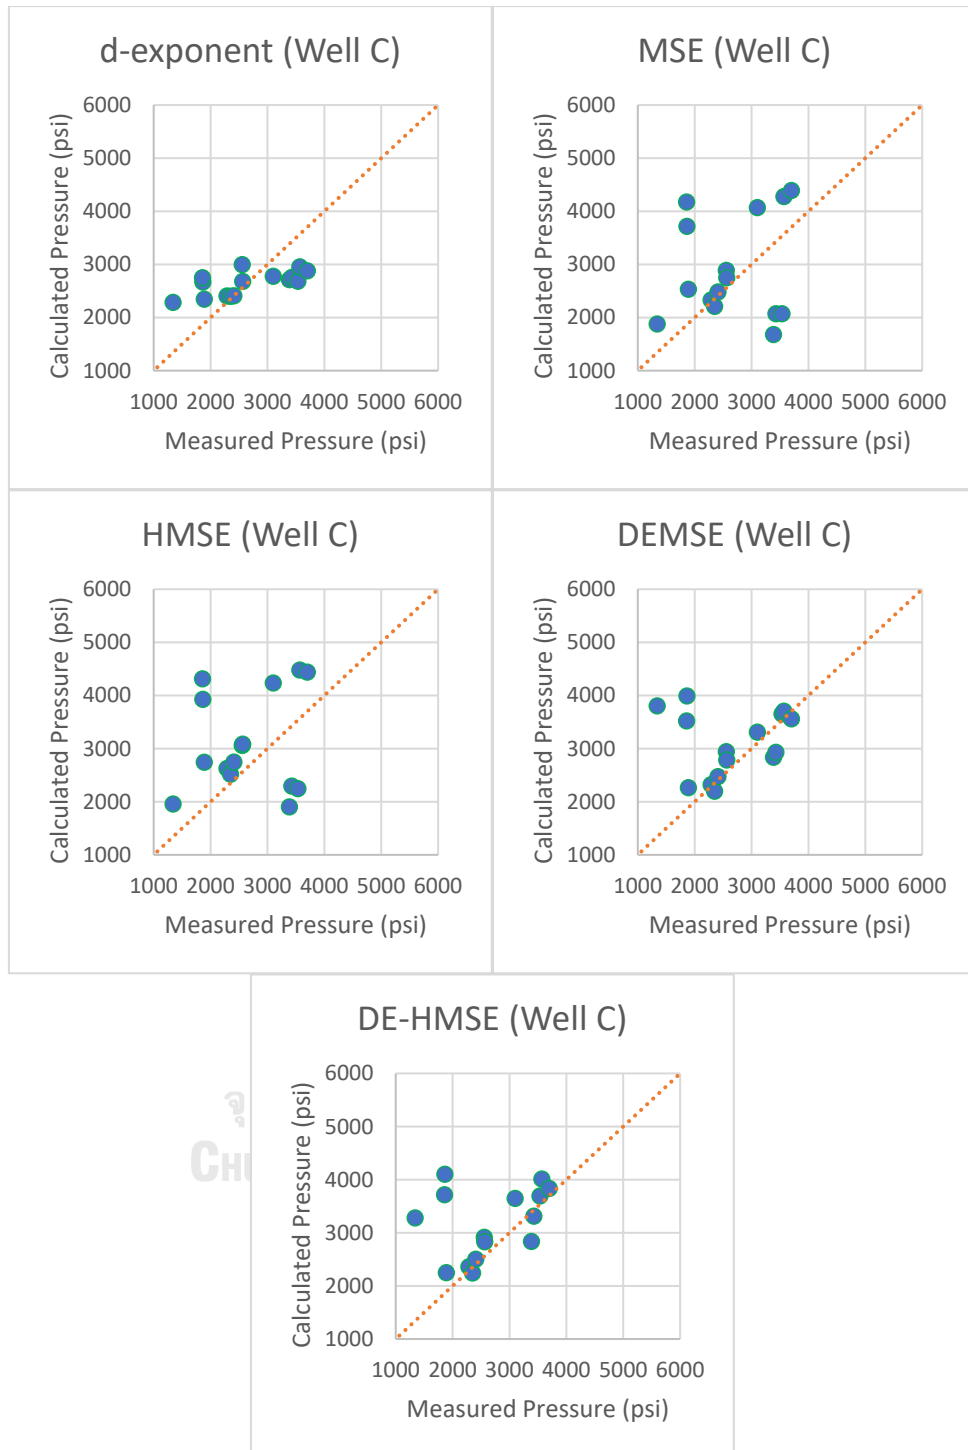 d-exponent (Well C)
Calculated Pressure (psi)
6000
5000
4000
3000
2000
1000
1000 2000 3000 4000 5000 6000
Measured Pressure (psi)
MSE (Well C)
Calculated Pressure (psi)
6000
5000
4000
3000
2000
1000
1000 2000 3000 4000 5000 6000
Measured Pressure (psi)
HMSE (Well C)
Calculated Pressure (psi)
6000
5000
4000
3000
2000
1000
1000 2000 3000 4000 5000 6000
Measured Pressure (psi)
DEMSE (Well C)
Calculated Pressure (psi)
6000
5000
4000
3000
2000
1000
1000 2000 3000 4000 5000 6000
Measured Pressure (psi)
DE-HMSE (Well C)
Calculated Pressure (psi)
6000
5000
4000
3000
2000
1000
1000 2000 3000 4000 5000 6000
Measured Pressure (psi)